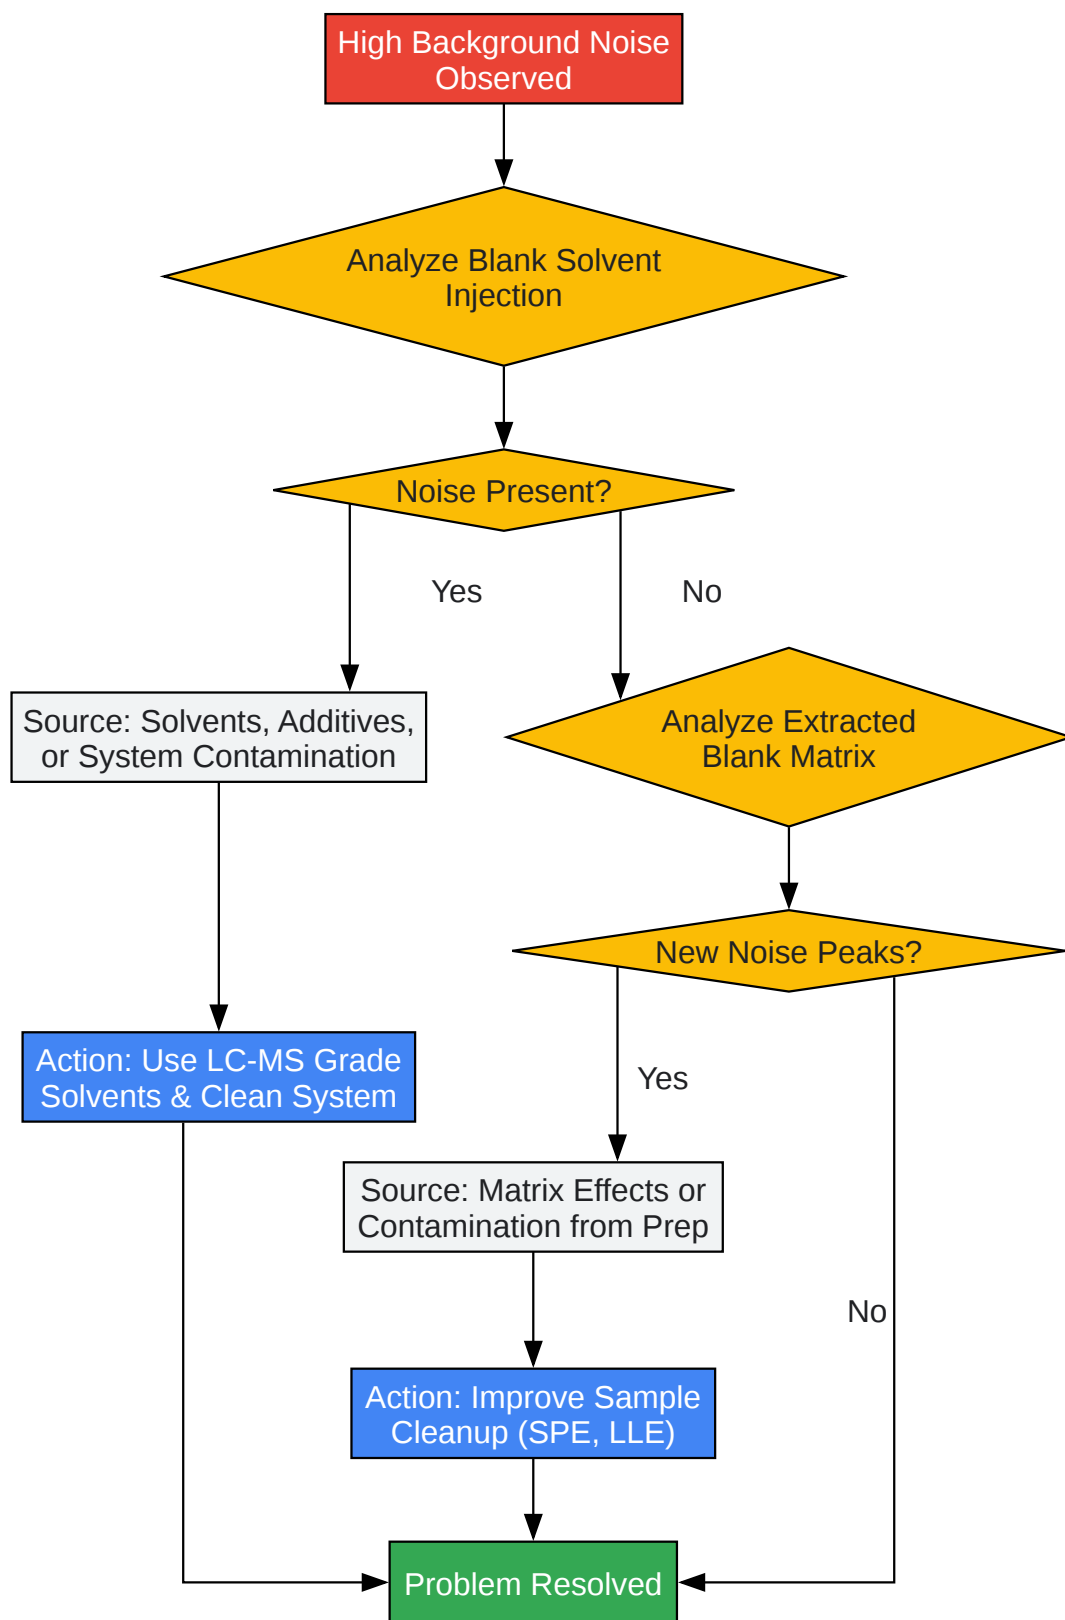 High Background Noise
Observed
Analyze Blank Solvent
Injection
Noise Present?
Yes
No
Source: Solvents, Additives,
or System Contamination
Analyze Extracted
Blank Matrix
New Noise Peaks?
Action: Use LC-MS Grade
Solvents & Clean System
Yes
Source: Matrix Effects or
Contamination from Prep
No
Action: Improve Sample
Cleanup (SPE, LLE)
Problem Resolved